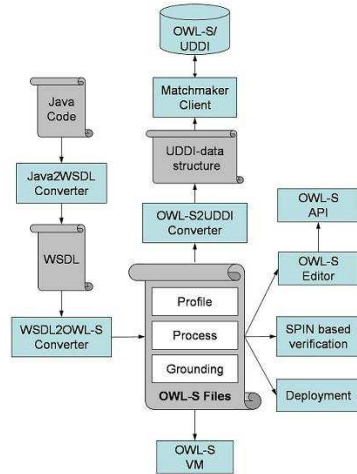 OWL-S/
UDDI
Matchmaker
Client
Java
Code
UDDI-data
structure
Java2WSDL
Converter
OWL-S2UDDI
Converter
OWL-S
API
WSDL
OWL-S
Editor
Profile
WSDL2OWL-S
Converter
Process
SPIN based
verification
Grounding
OWL-S Files
Deployment
OWL-S
VM